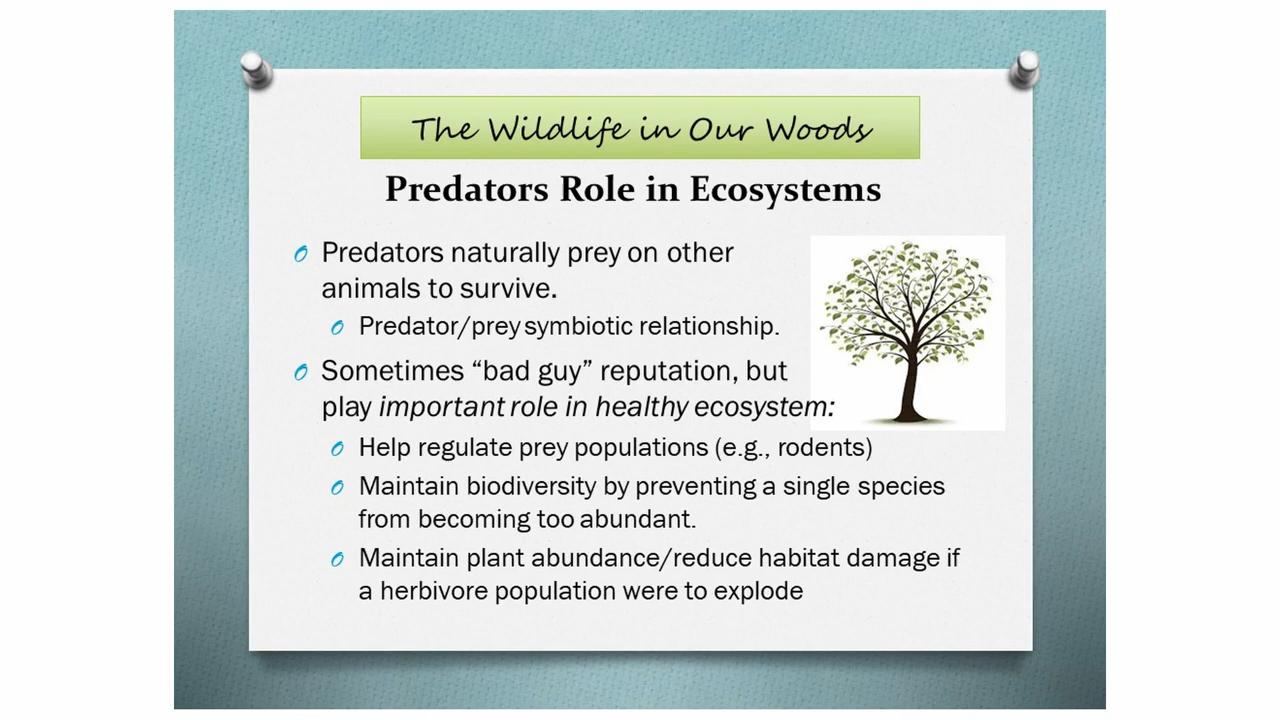 The Wildlife in Our Woods
Predators Role in Ecosystems
Predators naturally prey on other
animals to survive.
Predator/prey symbiotic relationship.
Sometimes “bad guy” reputation, but
play important role in healthy ecosystem:
Help regulate prey populations (e.g., rodents)
Maintain biodiversity by preventing a single species
from becoming too abundant.
Maintain plant abundance/reduce habitat damage if
a herbivore population were to explode